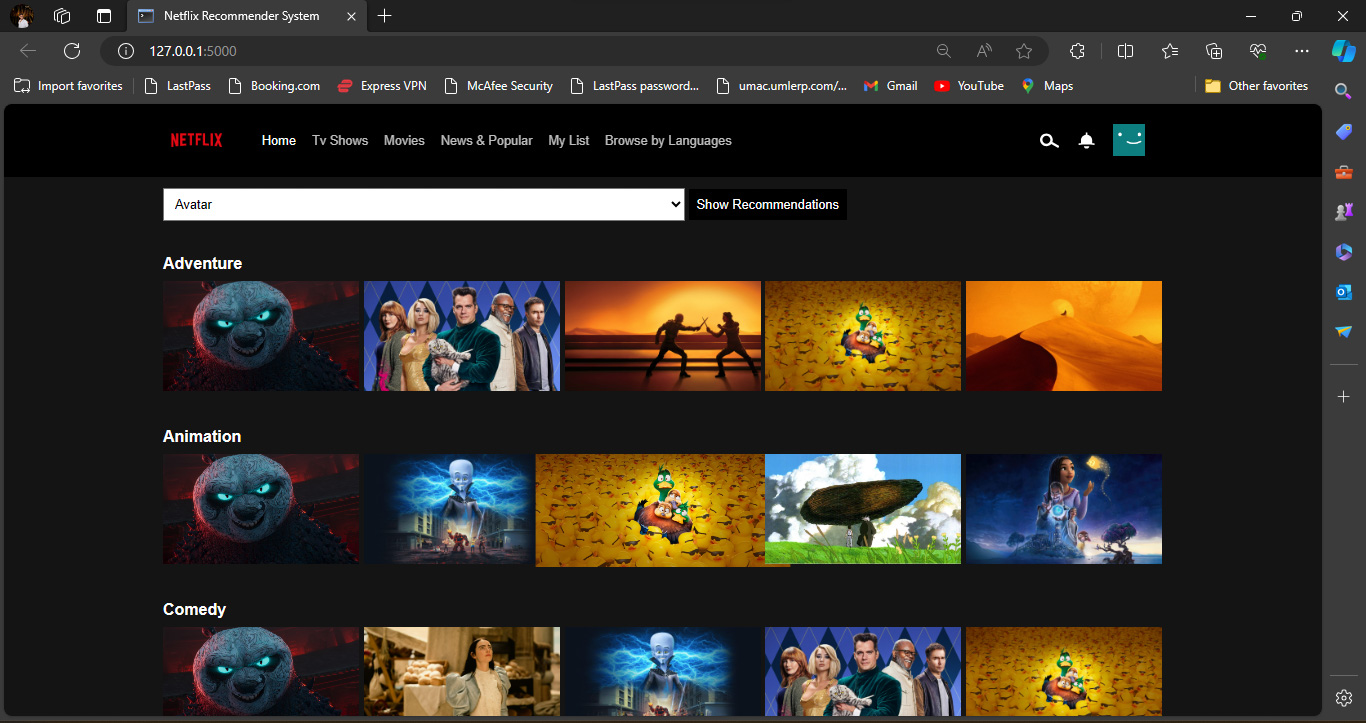 Netflix Recommender System
127.0.0.1:5000
Import favorites LastPass Booking.com Express VPN McAfee Security LastPass password... umac.umlerp.com/... Gmail YouTube Maps Other favorites
NETFLIX Home Tv Shows Movies News & Popular My List Browse by Languages
Avatar Show Recommendations
Adventure
Animation
Comedy